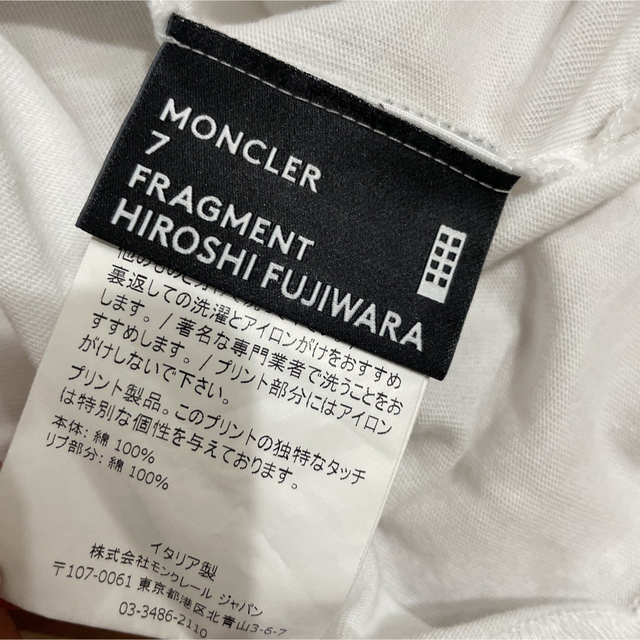 MONCLER
7
FRAGMENT
HIROSHI FUJIWARA
裏返しての洗濯とアイロンがけをおすすめ
します。/ 著名な専門業者で洗うことをお
すすめします。/ プリント部分にはアイロン
がけしないで下さい。
プリント製品。このプリントの独特なタッチ
は特別な個性を与えております。
本体: 綿 100%
リブ部分: 綿 100%
イタリア製
株式会社モンクレール ジャパン
〒107-0061 東京都港区北青山3-6-7
03-3486-2110